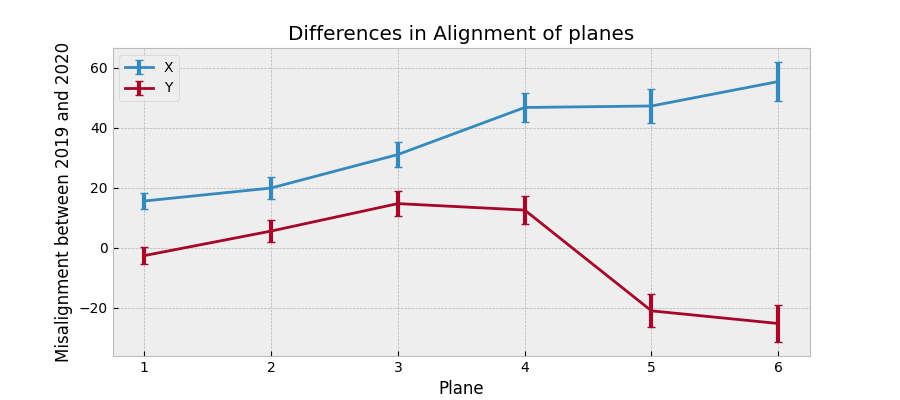 Differences in Alignment of planes
X
Y
Misalignment between 2019 and 2020
60
40
20
0
−20
1 2 3 4 5 6
Plane